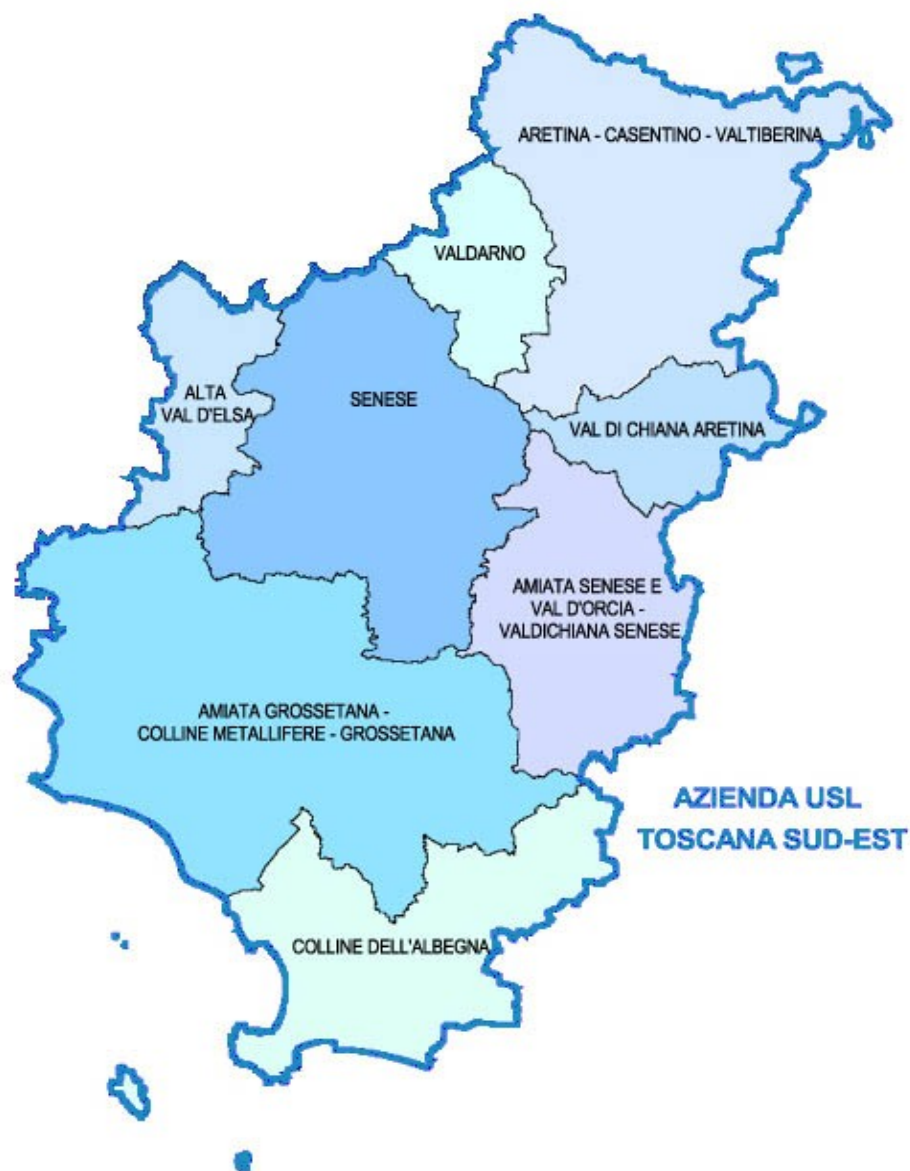 ARETINA - CASENTINO - VALTIBERINA
VALDARNO
ALTA
VAL D'ELSA
SENESE
VAL DI CHIANA ARETINA
AMIATA SENESE E
VAL D'ORCIA -
VALDICHIANA SENESE
AMIATA GROSSETANA -
COLLINE METALLIFERE - GROSSETANA
AZIENDA USL
TOSCANA SUD-EST
COLLINE DELL'ALBEGNA